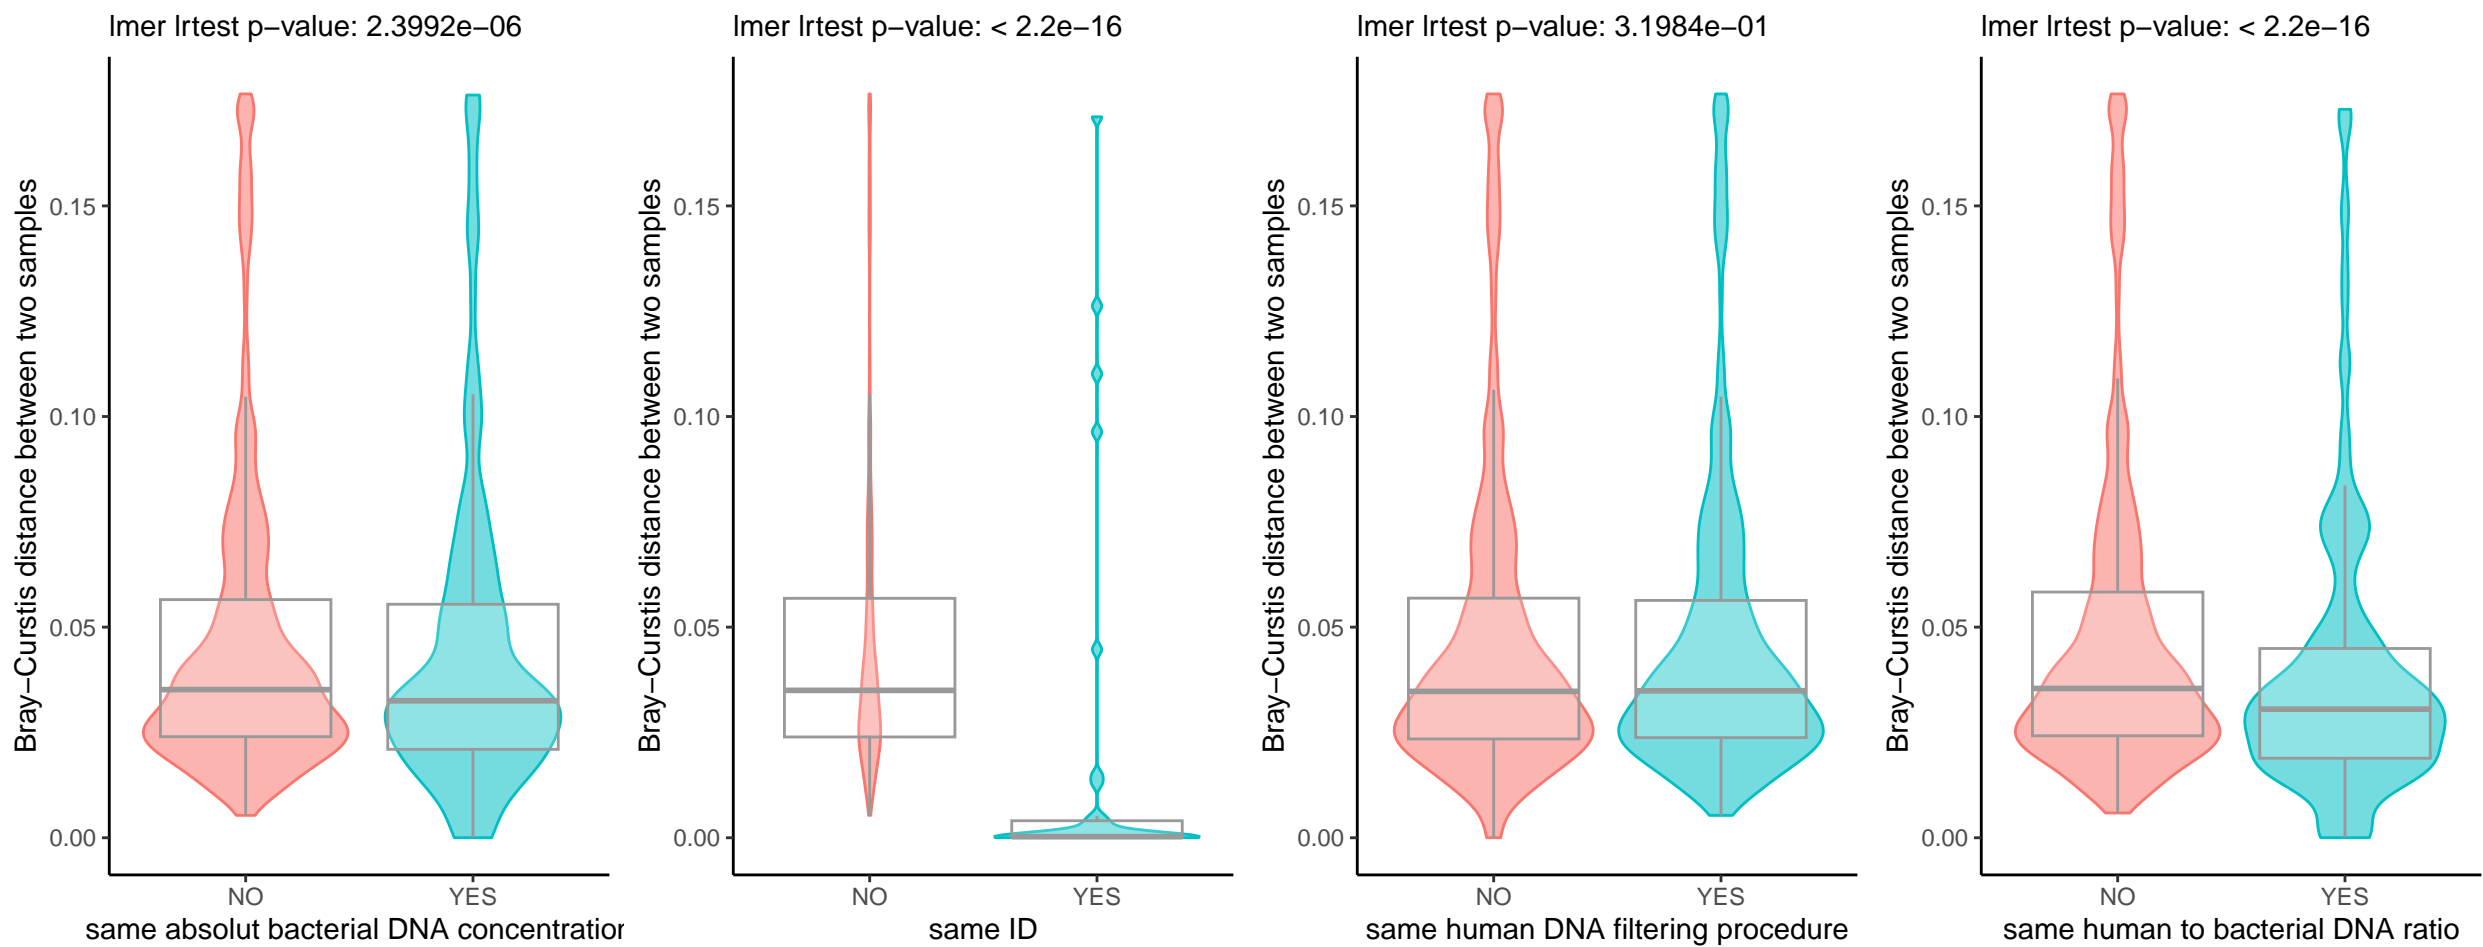 lmer lrtest p−value: 2.3992e−06
Bray−Curstis distance between two samples
0.15
0.10
0.05
0.00
NO YES
same absolut bacterial DNA concentration
lmer lrtest p−value: < 2.2e−16
Bray−Curstis distance between two samples
0.15
0.10
0.05
0.00
NO YES
same ID
lmer lrtest p−value: 3.1984e−01
Bray−Curstis distance between two samples
0.15
0.10
0.05
0.00
NO YES
same human DNA filtering procedure
lmer lrtest p−value: < 2.2e−16
Bray−Curstis distance between two samples
0.15
0.10
0.05
0.00
NO YES
same human to bacterial DNA ratio